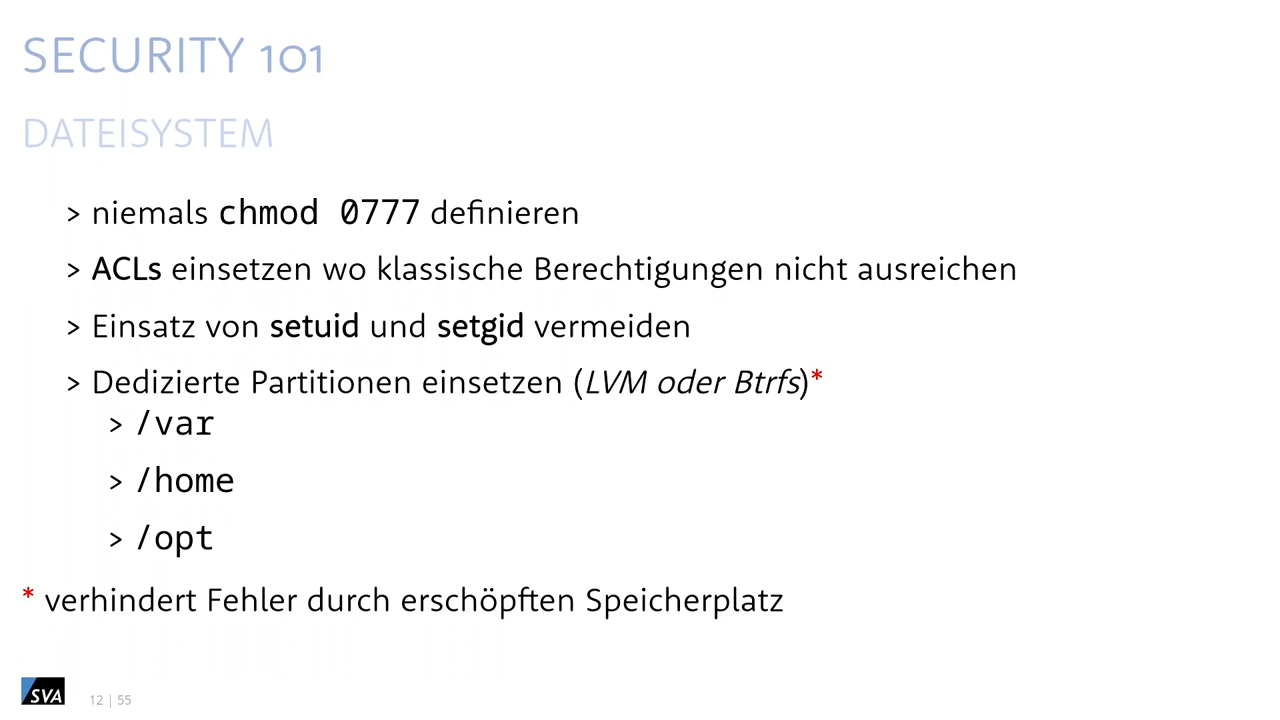 SECURITY 101
DATEISYSTEM
> niemals chmod 0777 definieren
> ACLs einsetzen wo klassische Berechtigungen nicht ausreichen
> Einsatz von setuid und setgid vermeiden
> Dedizierte Partitionen einsetzen (LVM oder Btrfs)*
> /var
> /home
> /opt
* verhindert Fehler durch erschöpften Speicherplatz
SVA 12 | 55